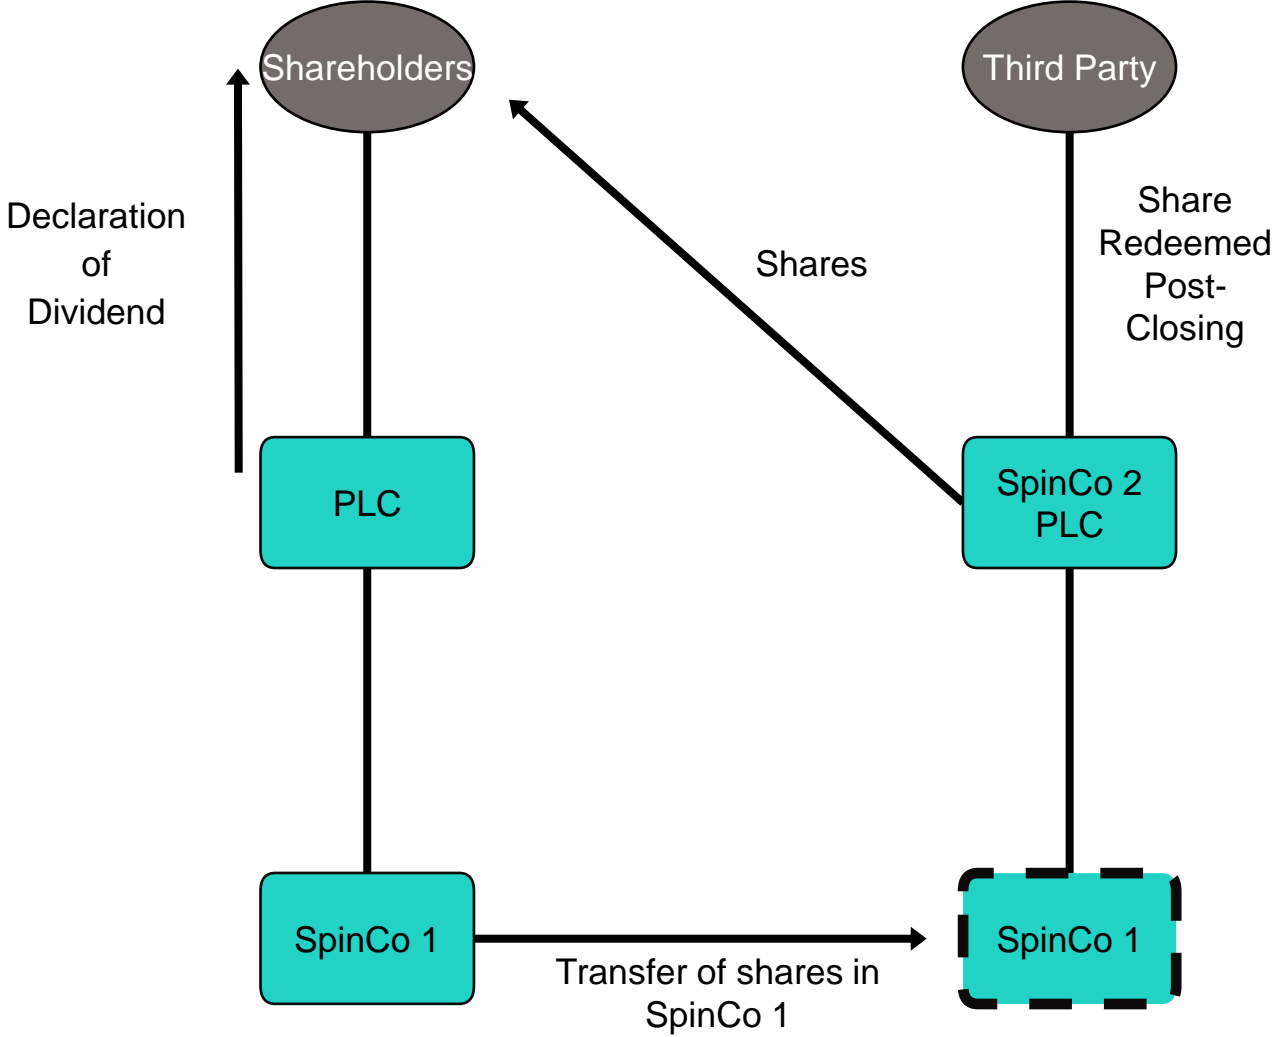 Shareholders
Third Party
Declaration
of
Dividend
Shares
Share
Redeemed
Post-
Closing
PLC
SpinCo 2
PLC
SpinCo 1
Transfer of shares in
SpinCo 1
SpinCo 1